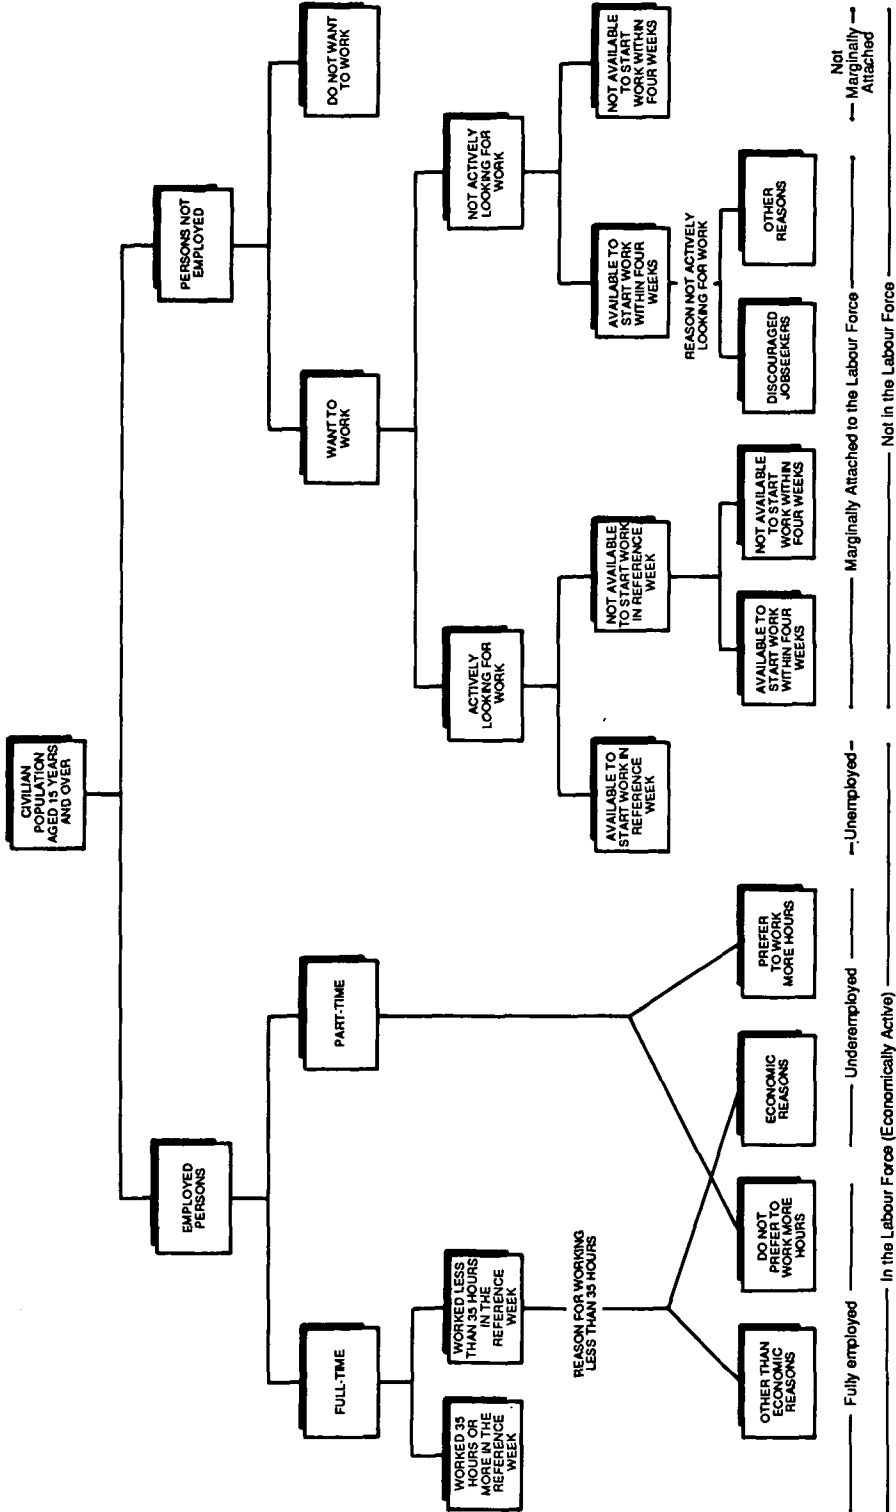 CIVILIAN
POPULATION
AGED 15 YEARS
AND OVER
EMPLOYED
PERSONS
PERSONS NOT
EMPLOYED
FULL-TIME
PART-TIME
WANT TO
WORK
DO NOT WANT
TO WORK
WORKED 35
HOURS OR
MORE IN THE
REFERENCE
WEEK
WORKED LESS
THAN 35 HOURS
IN THE
REFERENCE
WEEK
ACTIVELY
LOOKING FOR
WORK
NOT ACTIVELY
LOOKING FOR
WORK
REASON FOR WORKING
LESS THAN 35 HOURS
AVAILABLE TO
START WORK IN
REFERENCE
WEEK
NOT AVAILABLE
TO START WORK
IN REFERENCE
WEEK
AVAILABLE TO
START WORK
WITHIN FOUR
WEEKS
NOT AVAILABLE
TO START
WORK WITHIN
FOUR WEEKS
REASON NOT ACTIVELY
LOOKING FOR WORK
OTHER THAN
ECONOMIC
REASONS
DO NOT
PREFER TO
WORK MORE
HOURS
ECONOMIC
REASONS
PREFER
TO WORK
MORE HOURS
AVAILABLE TO
START WORK
WITHIN FOUR
WEEKS
NOT AVAILABLE
TO START
WORK WITHIN
FOUR WEEKS
DISCOURAGED
JOBSEEKERS
OTHER
REASONS
Fully employed
Underemployed
Unemployed
Marginally Attached to the Labour Force
Not
Marginally
Attached
In the Labour Force (Economically Active)
Not in the Labour Force